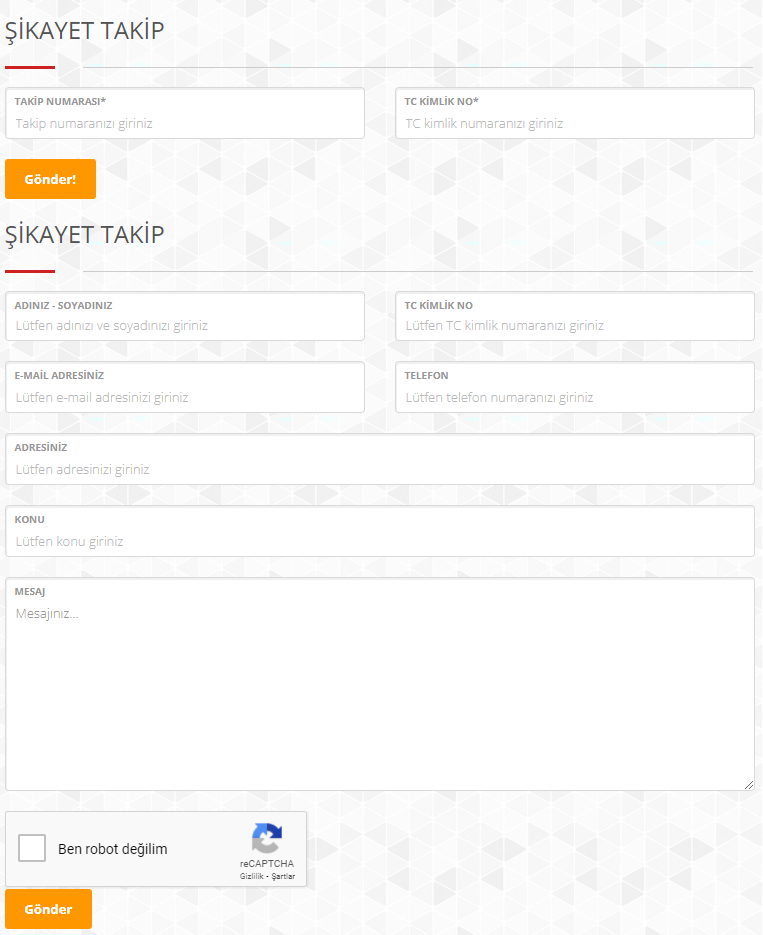 ŞİKAYET TAKİP
TAKİP NUMARASI* TC KİMLİK NO*
Takip numaranızı giriniz TC kimlik numaranızı giriniz
Gönder!
ŞİKAYET TAKİP
ADINIZ - SOYADINIZ TC KİMLİK NO
Lütfen adınızı ve soyadınızı giriniz Lütfen TC kimlik numaranızı giriniz
E-MAİL ADRESİNİZ TELEFON
Lütfen e-mail adresinizi giriniz Lütfen telefon numaranızı giriniz
ADRESİNİZ
Lütfen adresinizi giriniz
KONU
Lütfen konu giriniz
MESAJ
Mesajınız...
Ben robot değilim
reCAPTCHA
Gizlilik - Şartlar
Gönder